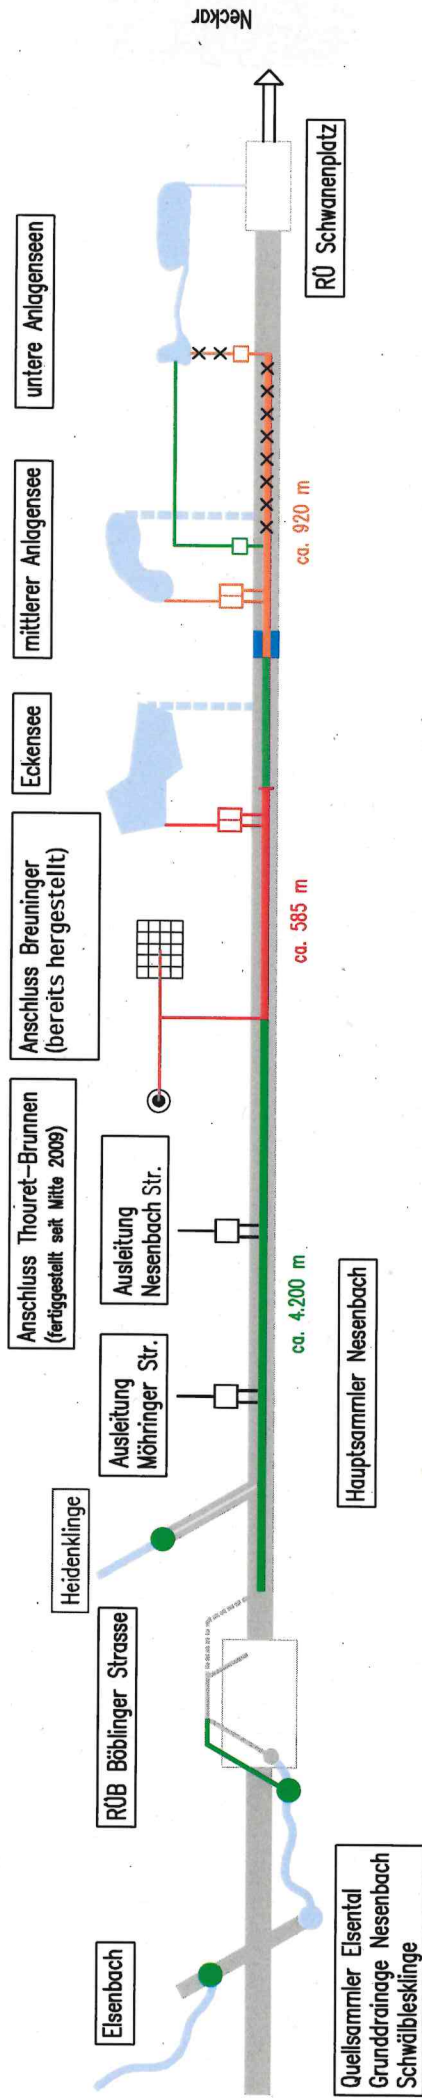 Neckar
untere Anlagenseen
RÜ Schwanenplatz
mittlerer Anlagensee
ca. 920 m
Eckensee
Anschluss Breuninger
(bereits hergestellt)
ca. 585 m
Anschluss Thouret-Brunnen
(fertiggestellt seit Mitte 2009)
Ausleitung
Nesenbach Str.
Ausleitung
Möhringer Str.
ca. 4.200 m
Hauptsammler Nesenbach
Heidenklinge
RÜB Böblinger Strasse
Elsenbach
Quellsammler Elsental
Grunddrainage Nesenbach
Schwälblesklinge